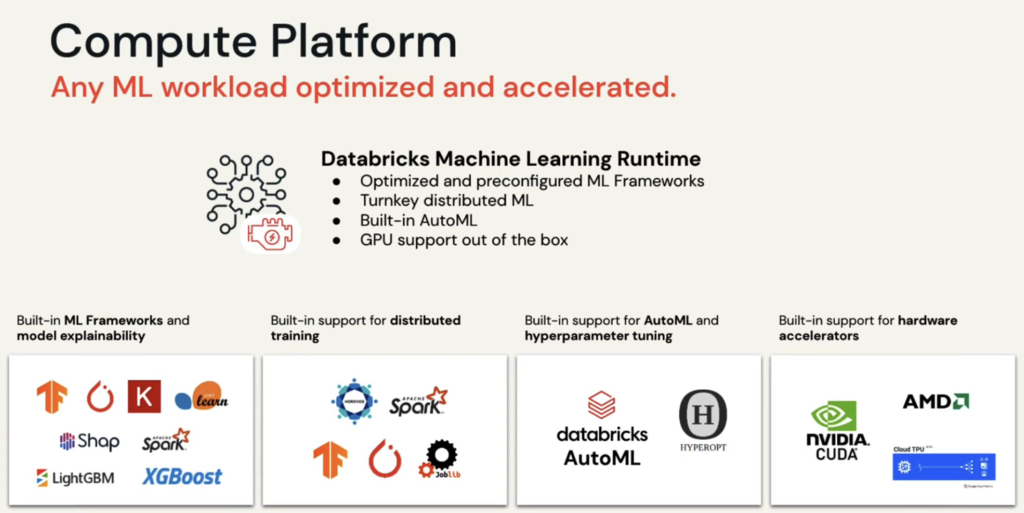 Compute Platform
Any ML workload optimized and accelerated.
Databricks Machine Learning Runtime
● Optimized and preconfigured ML Frameworks
● Turnkey distributed ML
● Built-in AutoML
● GPU support out of the box
Built-in ML Frameworks and
model explainability
K
learn
Shap
APACHE
Spark
LightGBM
XGBoost
Built-in support for distributed
training
HOROVOD
APACHE
Spark
Joblib
Built-in support for AutoML and
hyperparameter tuning
databricks
AutoML
H
HYPEROPT
Built-in support for hardware
accelerators
NVIDIA.
CUDA
AMD
Cloud TPU